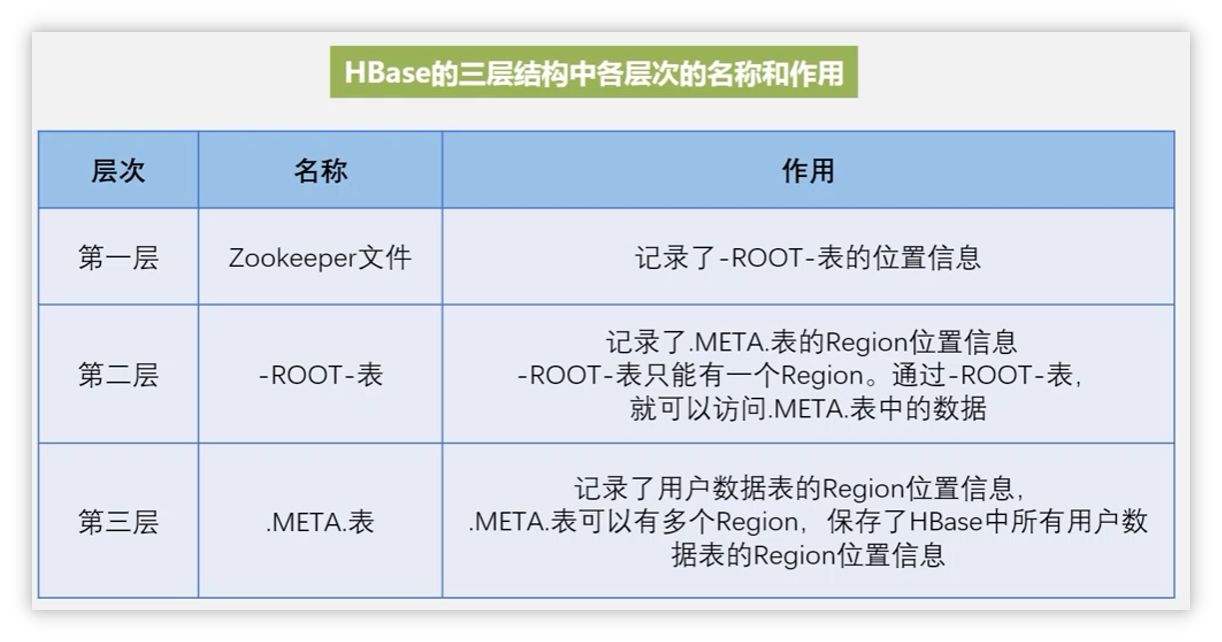 HBase的三层结构中各层次的名称和作用
层次
名称
作用
第一层
Zookeeper文件
记录了-ROOT-表的位置信息
第二层
-ROOT-表
记录了.META.表的Region位置信息
-ROOT-表只能有一个Region。通过-ROOT-表，
就可以访问.META.表中的数据
第三层
.META.表
记录了用户数据表的Region位置信息，
.META.表可以有多个Region，保存了HBase中所有用户数
据表的Region位置信息